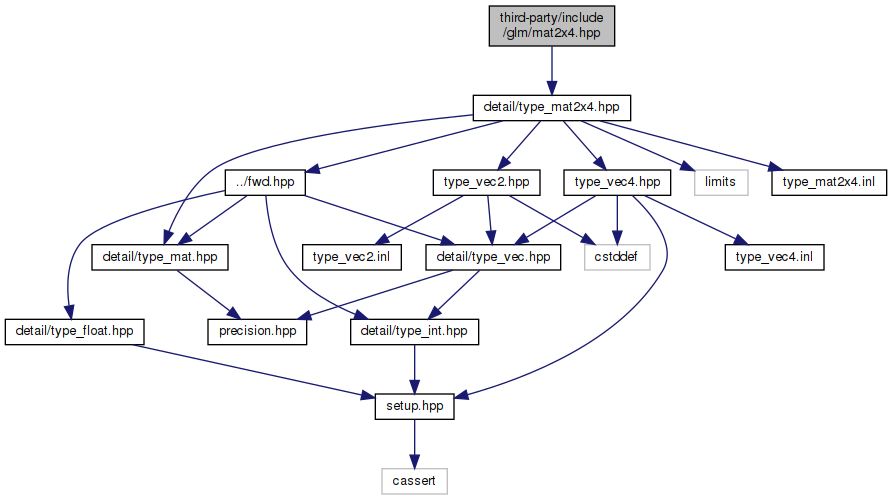 third-party/include
/glm/mat2x4.hpp
detail/type_mat2x4.hpp
../fwd.hpp
type_vec2.hpp
type_vec4.hpp
limits
type_mat2x4.inl
detail/type_mat.hpp
type_vec2.inl
detail/type_vec.hpp
cstddef
type_vec4.inl
detail/type_float.hpp
precision.hpp
detail/type_int.hpp
setup.hpp
cassert